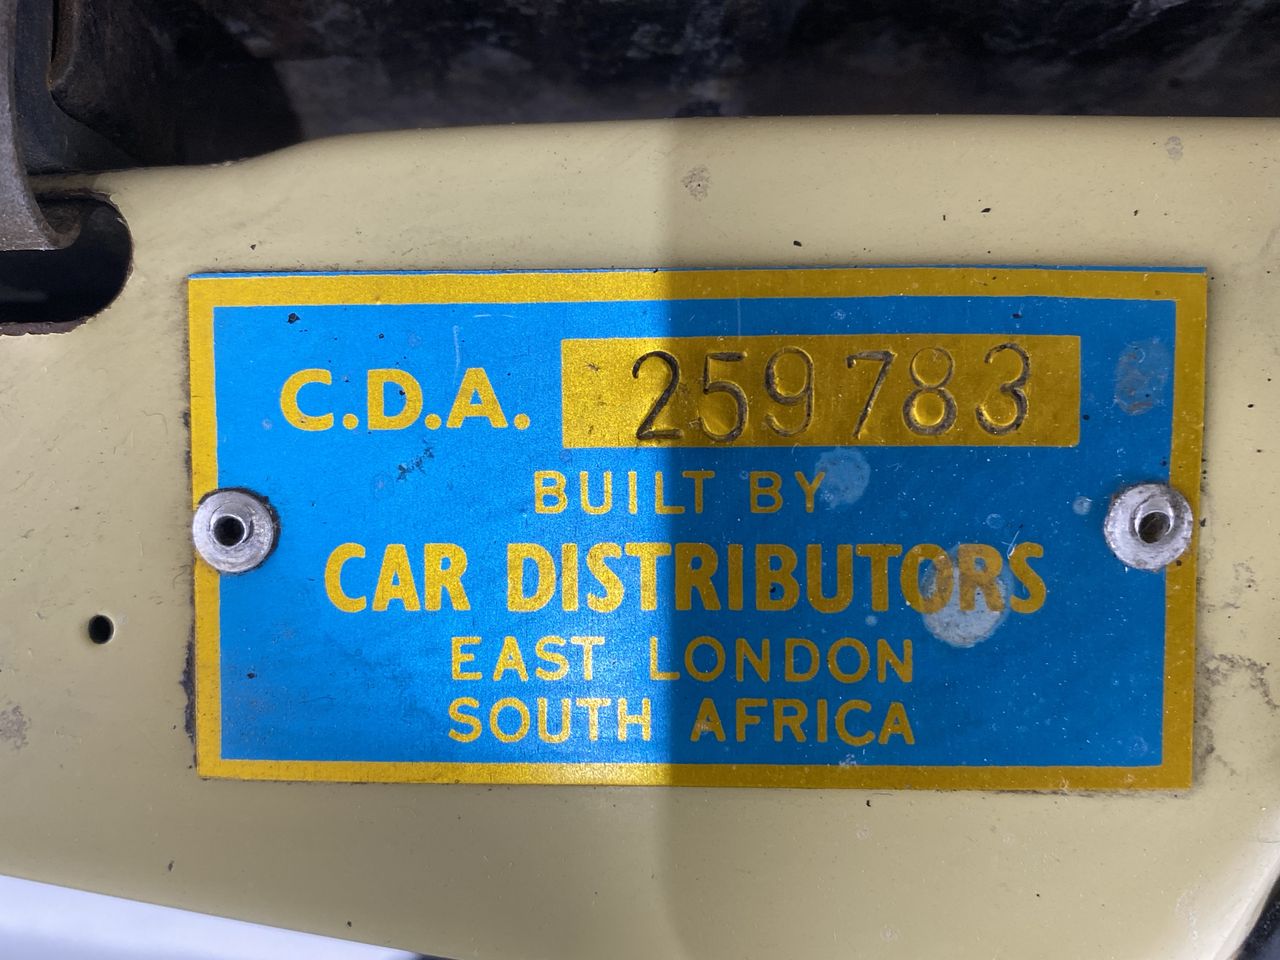 C.D.A. 259783
BUILT BY
CAR DISTRIBUTORS
EAST LONDON
SOUTH AFRICA